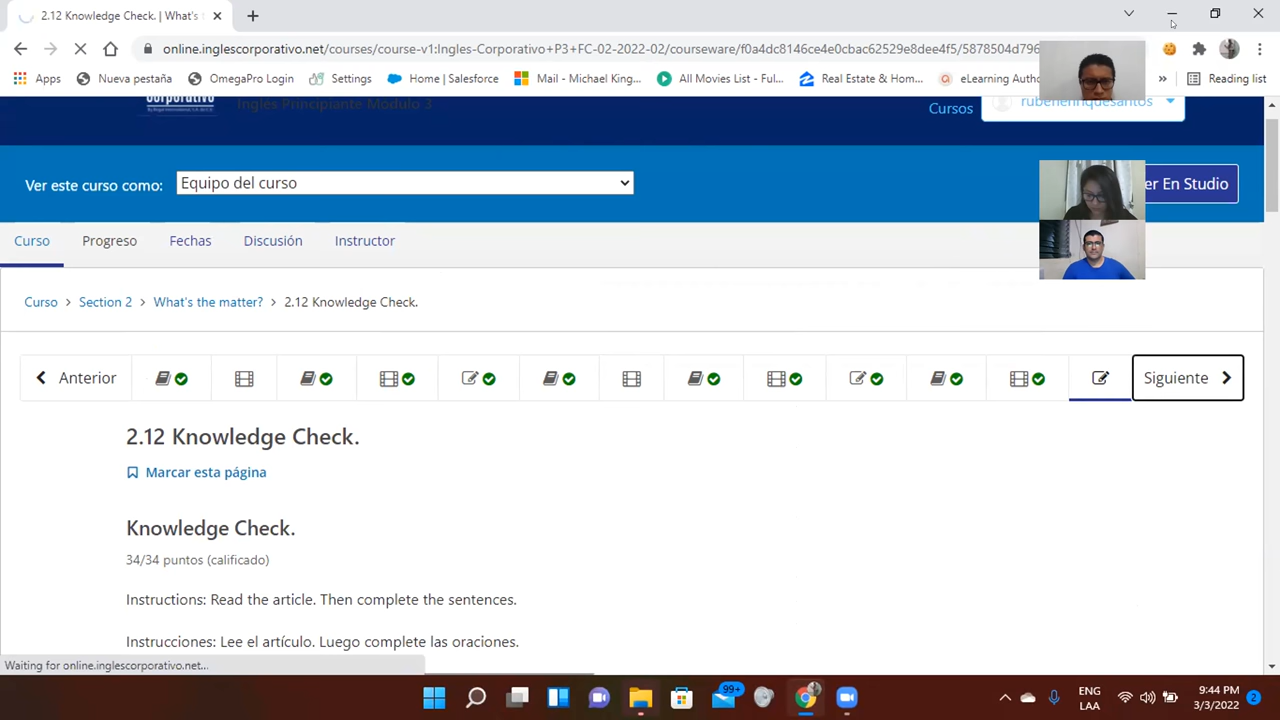 2.12 Knowledge Check. | What's t
online.inglescorporativo.net/courses/course-v1:Ingles-Corporativo+P3+FC-02-2022-02/courseware/f0a4dc8146ce4e0cbac62529e8dee4f5/5878504d796
Apps Nueva pestaña OmegaPro Login Settings Home | Salesforce Mail - Michael King... All Movies List - Ful... Real Estate & Hom... eLearning Autho » Reading list
corporativo
Inglés Principiante Módulo 3
Cursos rubenenriquesantos
Ver este curso como: Equipo del curso er En Studio
Curso Progreso Fechas Discusión Instructor
Curso > Section 2 > What's the matter? > 2.12 Knowledge Check.
Anterior Siguiente
2.12 Knowledge Check.
Marcar esta página
Knowledge Check.
34/34 puntos (calificado)
Instructions: Read the article. Then complete the sentences.
Instrucciones: Lee el artículo. Luego complete las oraciones.
Waiting for online.inglescorporativo.net...
99+
ENG
LAA
9:44 PM
3/3/2022
2